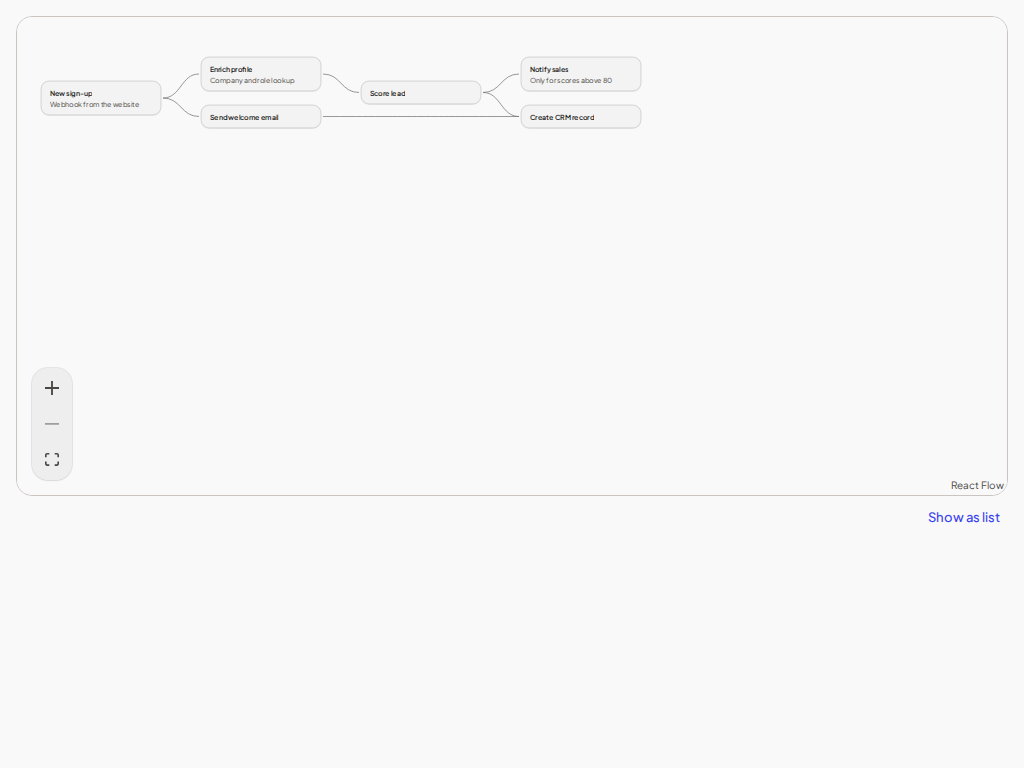 New sign-up
Webhook from the website
Enrich profile
Company and role lookup
Send welcome email
Score lead
Notify sales
Only for scores above 80
Create CRM record
React Flow
Show as list